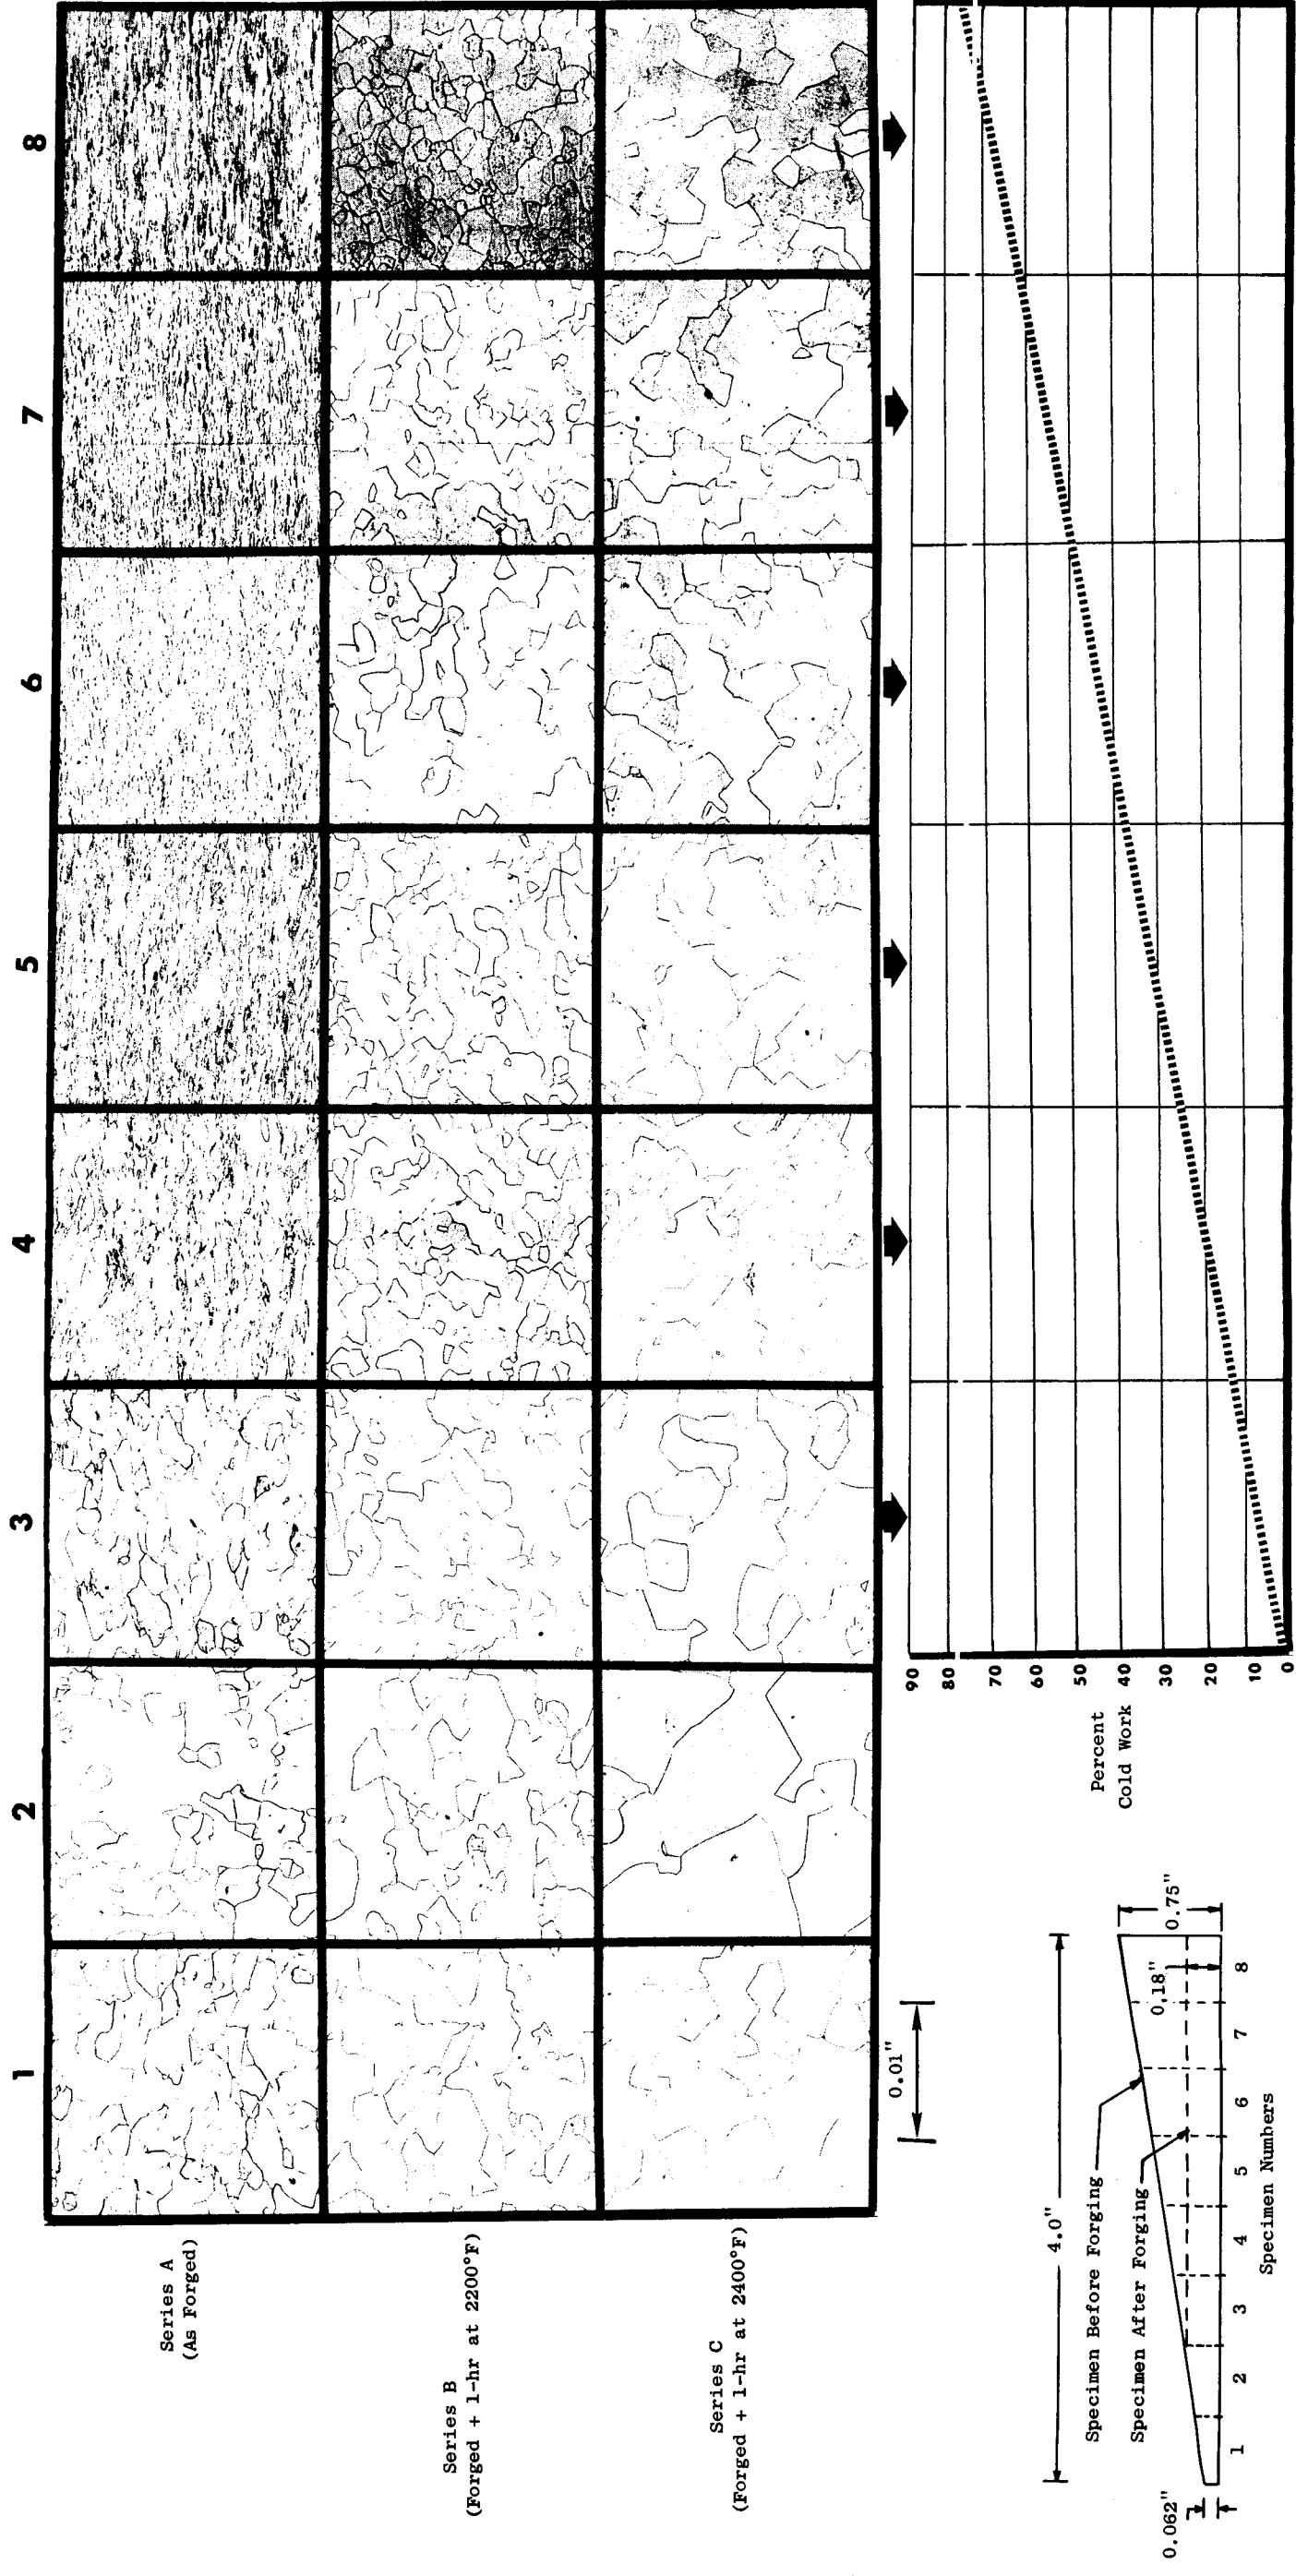 1 2 3 4 5 6 7 8
Series A
(As Forged)
Series B
(Forged + 1-hr at 2200°F)
Series C
(Forged + 1-hr at 2400°F)
0.01"
Percent
Cold Work
90
80
70
60
50
40
30
20
10
0
4.0"
Specimen Before Forging
Specimen After Forging
0.062"
0.18"
0.75"
1 2 3 4 5 6 7 8
Specimen Numbers